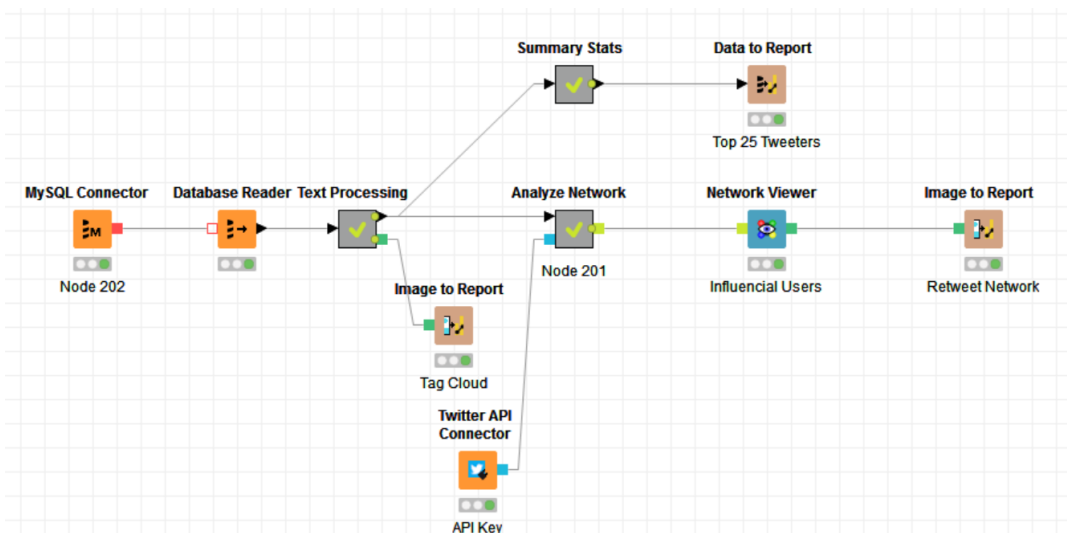 Summary Stats
Data to Report
Top 25 Tweeters
MySQL Connector
Database Reader
Text Processing
Analyze Network
Network Viewer
Image to Report
M
Node 202
Node 201
Influencial Users
Retweet Network
Image to Report
Tag Cloud
Twitter API
Connector
API Key